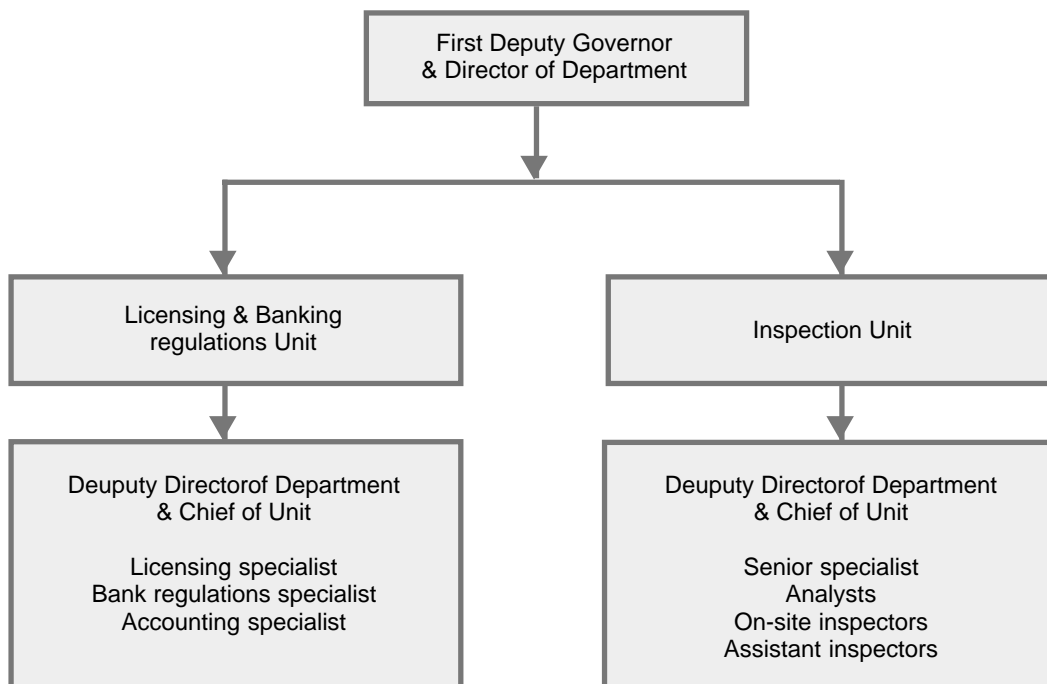 First Deputy Governor
& Director of Department
Licensing & Banking
regulations Unit
Inspection Unit
Deuputy Directorof Department
& Chief of Unit
Licensing specialist
Bank regulations specialist
Accounting specialist
Deuputy Directorof Department
& Chief of Unit
Senior specialist
Analysts
On-site inspectors
Assistant inspectors